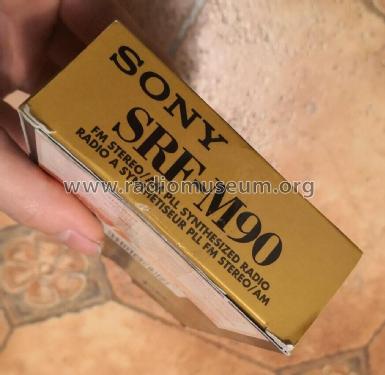 SONY
SRF-M90
FM STEREO/AM PLL SYNTHESIZED RADIO
RADIO A SYNTHETISEUR PLL FM STEREO/AM
www.radiomuseum.org